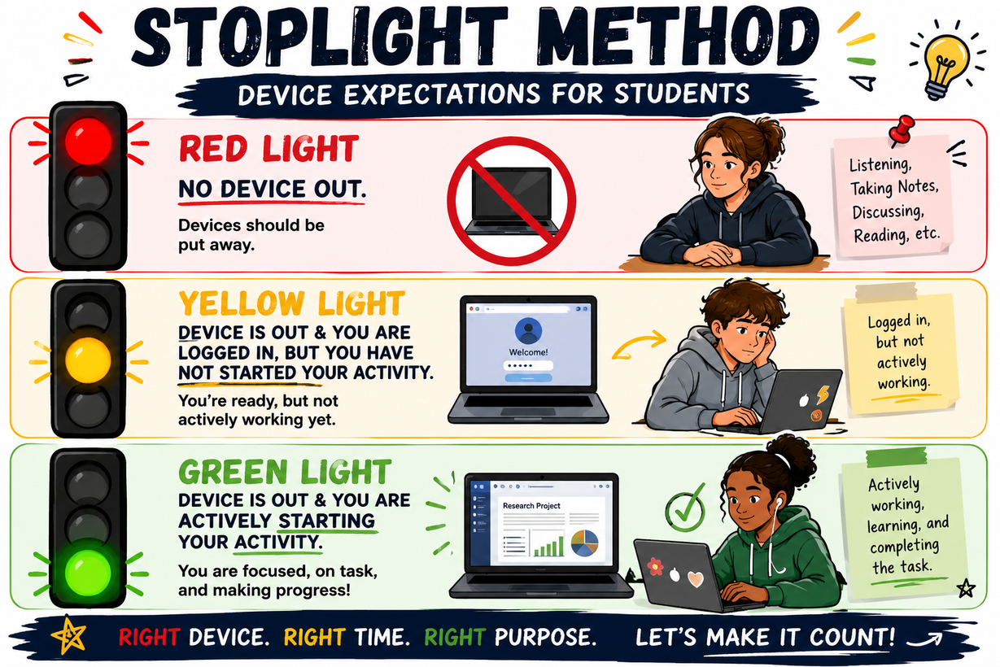 STOPLIGHT METHOD
DEVICE EXPECTATIONS FOR STUDENTS
RED LIGHT
NO DEVICE OUT.
Devices should be
put away.
Listening,
Taking Notes,
Discussing,
Reading, etc.
YELLOW LIGHT
DEVICE IS OUT & YOU ARE
LOGGED IN, BUT YOU HAVE
NOT STARTED YOUR ACTIVITY.
You're ready, but not
actively working yet.
Welcome!
Logged in,
but not
actively
working.
GREEN LIGHT
DEVICE IS OUT & YOU ARE
ACTIVELY STARTING
YOUR ACTIVITY.
You are focused, on task,
and making progress!
Research Project
Actively
working,
learning, and
completing
the task.
RIGHT DEVICE. RIGHT TIME. RIGHT PURPOSE. LET'S MAKE IT COUNT!